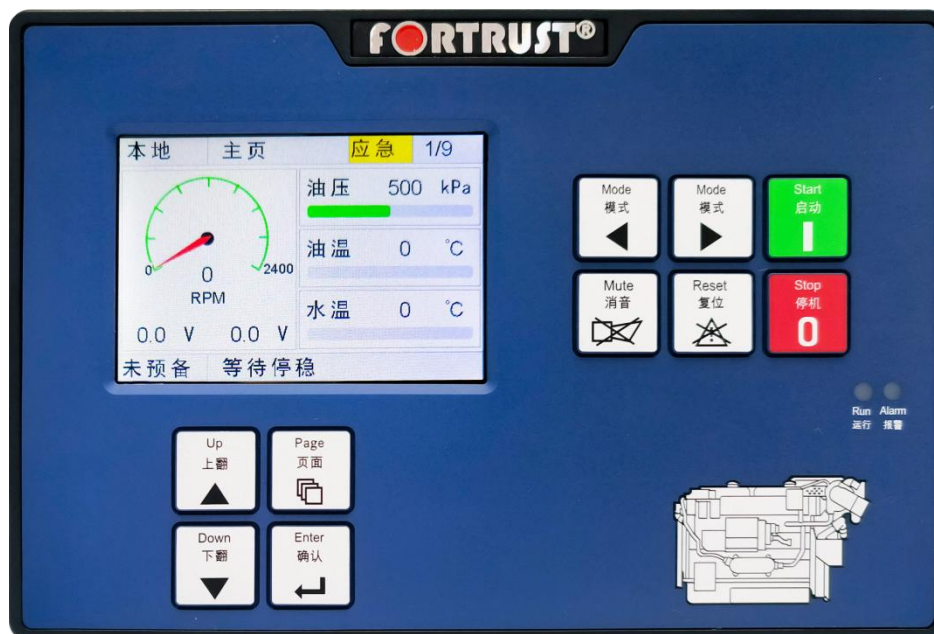 FORTRUST®
本地 主页 应急 1/9
油压 500 kPa
油温 0 ℃
0 2400
0
RPM
水温 0 ℃
0.0 V 0.0 V
未预备 等待停稳
Mode
模式
Mode
模式
Start
启动
I
Mute
消音
Reset
复位
Stop
停机
0
Run Alarm
运行 报警
Up
上翻
Page
页面
Down
下翻
Enter
确认